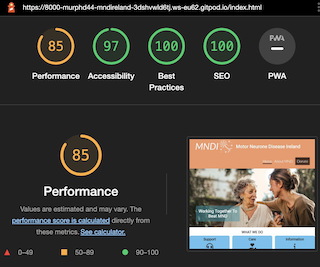 https://8000-murphd44-mndireland-3dshvwld6tj.ws-eu62.gitpod.io/index.html
85
97
100
100
PWA
Performance
Accessibility
Best
Practices
SEO
PWA
85
Performance
Values are estimated and may vary. The
performance score is calculated directly from
these metrics. See calculator.
0–49
50–89
90–100
MNDI
Motor Neurone Disease Ireland
Working Together To
Beat MND
WHAT WE DO
Support
Care
Information